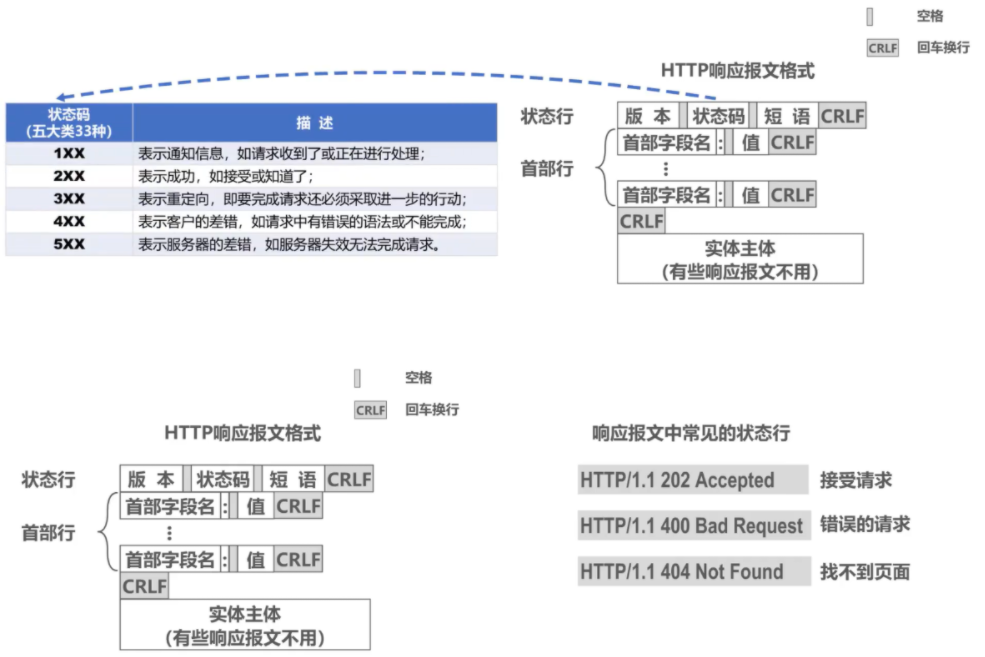 空格
CRLF 回车换行
HTTP响应报文格式
状态码
(五大类33种) 描 述
1XX 表示通知信息，如请求收到了或正在进行处理；
2XX 表示成功，如接受或知道了；
3XX 表示重定向，即要完成请求还必须采取进一步的行动；
4XX 表示客户的差错，如请求中有错误的语法或不能完成；
5XX 表示服务器的差错，如服务器失效无法完成请求。
状态行 版 本 状态码 短 语 CRLF
首部行
首部字段名 : 值 CRLF
首部字段名 : 值 CRLF
CRLF
实体主体
(有些响应报文不用)
空格
CRLF 回车换行
HTTP响应报文格式
状态行 版 本 状态码 短 语 CRLF
首部行
首部字段名 : 值 CRLF
首部字段名 : 值 CRLF
CRLF
实体主体
(有些响应报文不用)
响应报文中常见的状态行
HTTP/1.1 202 Accepted 接受请求
HTTP/1.1 400 Bad Request 错误的请求
HTTP/1.1 404 Not Found 找不到页面